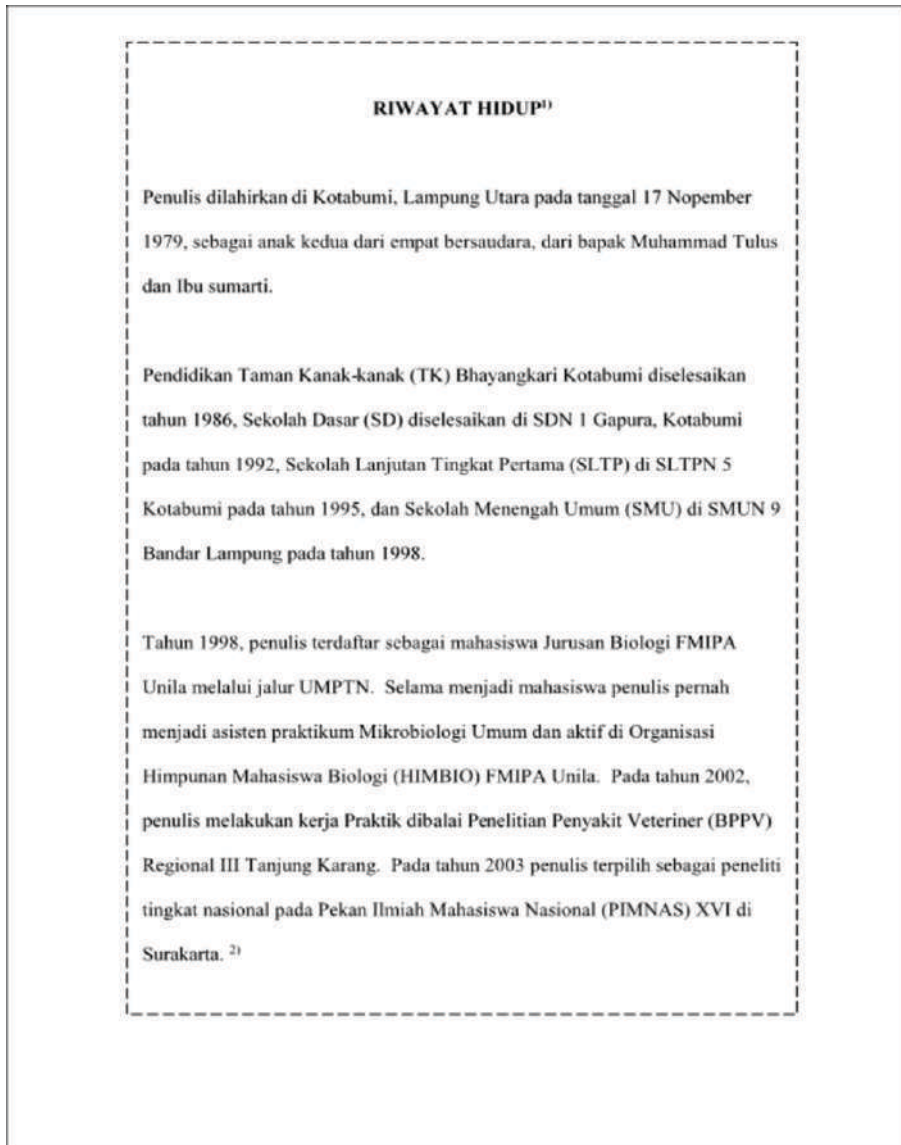 RIWAYAT HIDUP1)
Penulis dilahirkan di Kotabumi, Lampung Utara pada tanggal 17 Nopember
1979, sebagai anak kedua dari empat bersaudara, dari bapak Muhammad Tulus
dan Ibu sumarti.
Pendidikan Taman Kanak-kanak (TK) Bhayangkari Kotabumi diselesaikan
tahun 1986, Sekolah Dasar (SD) diselesaikan di SDN 1 Gapura, Kotabumi
pada tahun 1992, Sekolah Lanjutan Tingkat Pertama (SLTP) di SLTPN 5
Kotabumi pada tahun 1995, dan Sekolah Menengah Umum (SMU) di SMUN 9
Bandar Lampung pada tahun 1998.
Tahun 1998, penulis terdaftar sebagai mahasiswa Jurusan Biologi FMIPA
Unila melalui jalur UMPTN. Selama menjadi mahasiswa penulis pernah
menjadi asisten praktikum Mikrobiologi Umum dan aktif di Organisasi
Himpunan Mahasiswa Biologi (HIMBIO) FMIPA Unila. Pada tahun 2002,
penulis melakukan kerja Praktik dibalai Penelitian Penyakit Veteriner (BPPV)
Regional III Tanjung Karang. Pada tahun 2003 penulis terpilih sebagai peneliti
tingkat nasional pada Pekan Ilmiah Mahasiswa Nasional (PIMNAS) XVI di
Surakarta. 2)